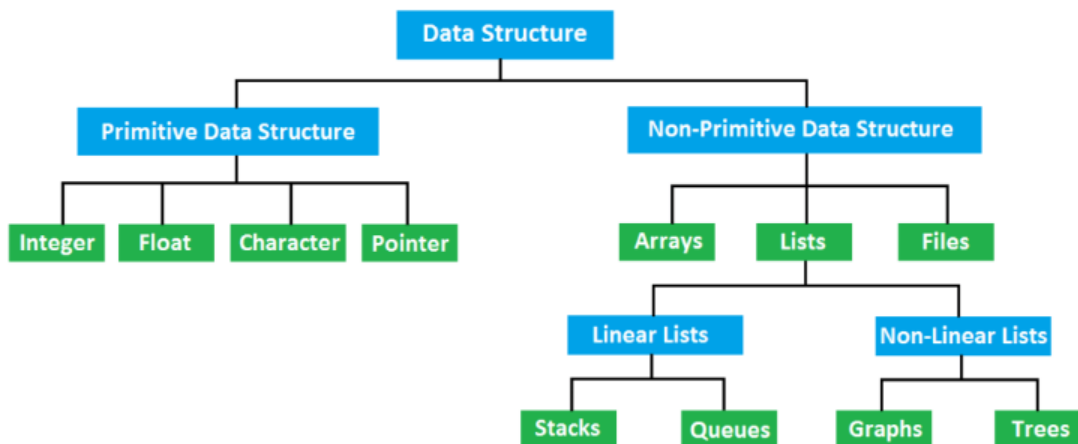 Data Structure
Primitive Data Structure
Non-Primitive Data Structure
Integer
Float
Character
Pointer
Arrays
Lists
Files
Linear Lists
Non-Linear Lists
Stacks
Queues
Graphs
Trees